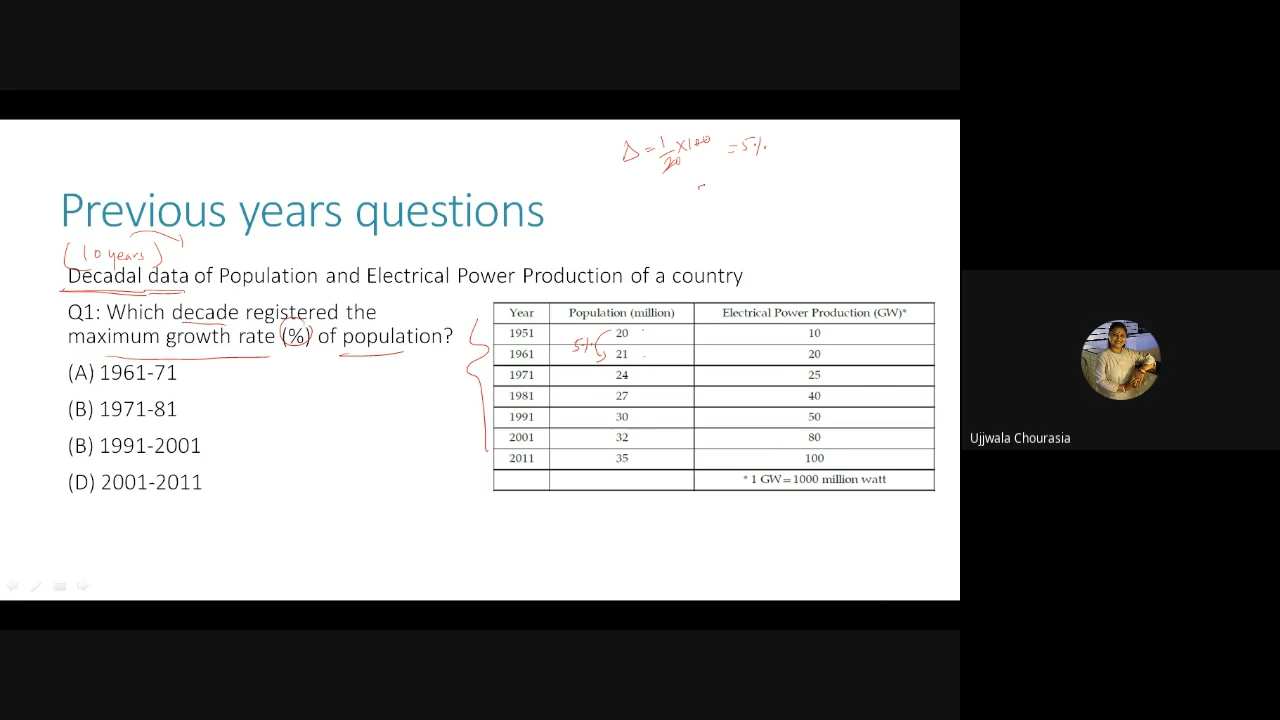 Δ = 1/20 ×100 = 5%
Previous years questions
(10 years)
Decadal data of Population and Electrical Power Production of a country
Q1: Which decade registered the
maximum growth rate (%) of population?
(A) 1961-71
(B) 1971-81
(B) 1991-2001
(D) 2001-2011
Year Population (million) Electrical Power Production (GW)*
1951 20 10
5%
1961 21 20
1971 24 25
1981 27 40
1991 30 50
2001 32 80
2011 35 100
* 1 GW = 1000 million watt
Ujjwala Chourasia